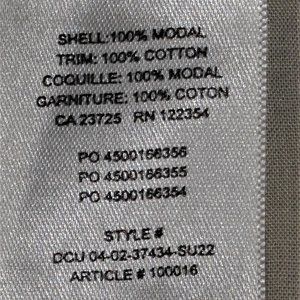 SHELL:100% MODAL
TRIM: 100% COTTON
COQUILLE: 100% MODAL
GARNITURE: 100% COTON
CA 23725 RN 122354
PO 4500166356
PO 4500166355
PO 4500166354
STYLE #
DCU 04-02-37434-SU22
ARTICLE # 100016